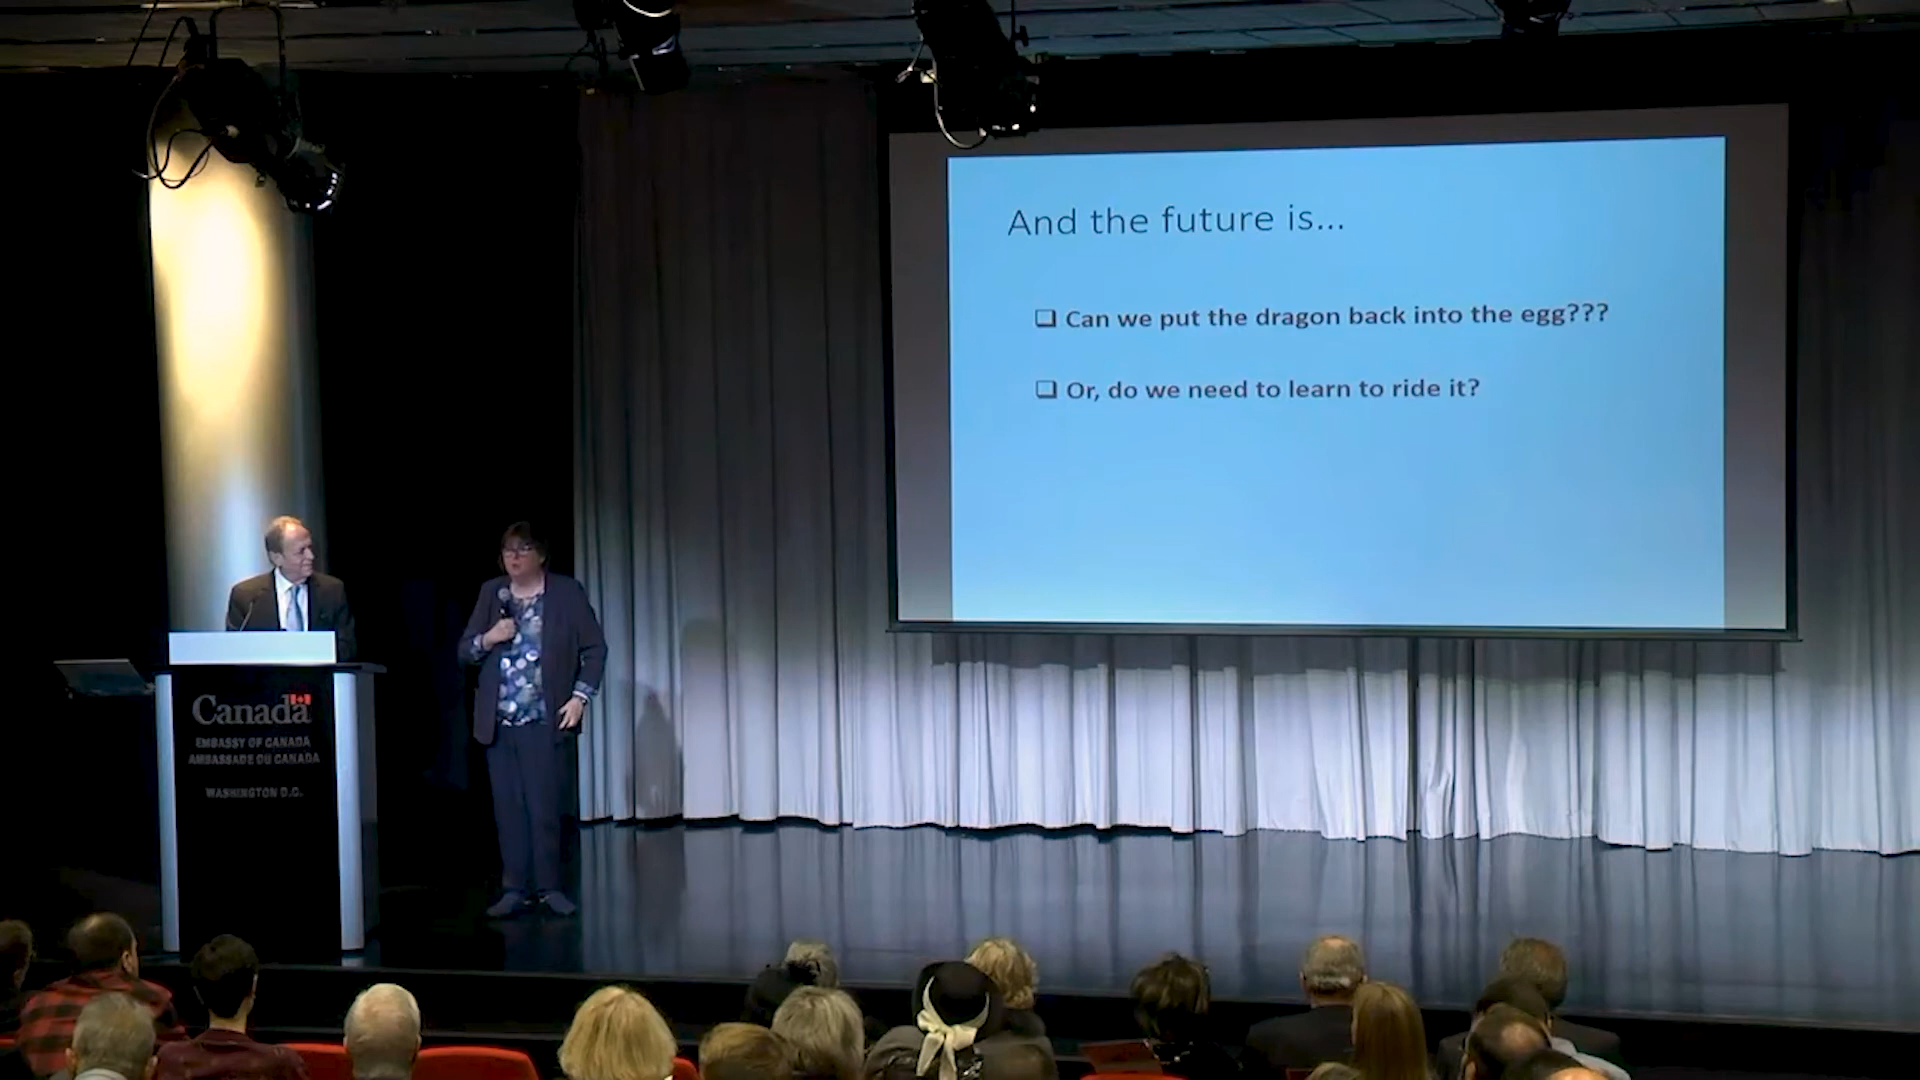 And the future is...
❑ Can we put the dragon back into the egg???
❑ Or, do we need to learn to ride it?
Canada
EMBASSY OF CANADA
AMBASSADE DU CANADA
WASHINGTON D.C.